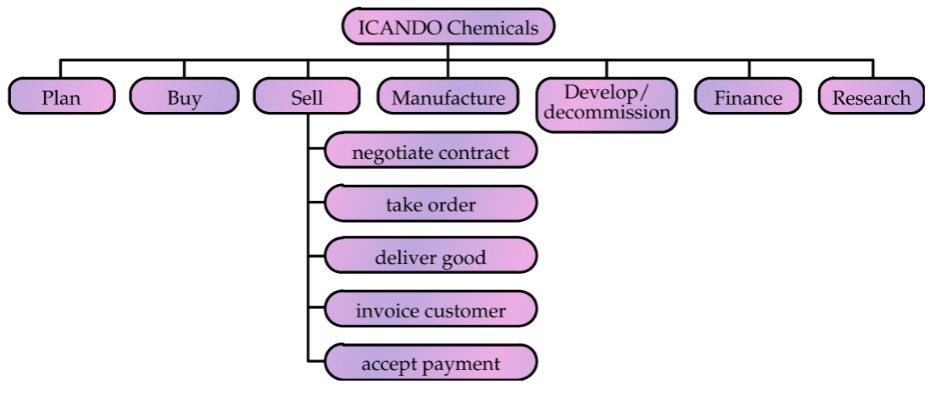 ICANDO Chemicals
Plan
Buy
Sell
Manufacture
Develop/
decommission
Finance
Research
negotiate contract
take order
deliver good
invoice customer
accept payment